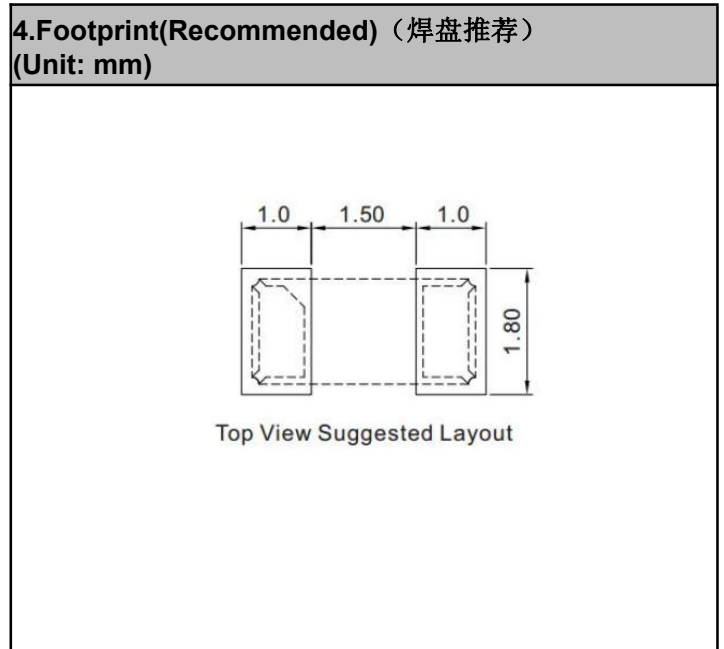 4.Footprint(Recommended)（焊盘推荐）
(Unit: mm)
1.0 1.50 1.0
1.80
Top View Suggested Layout